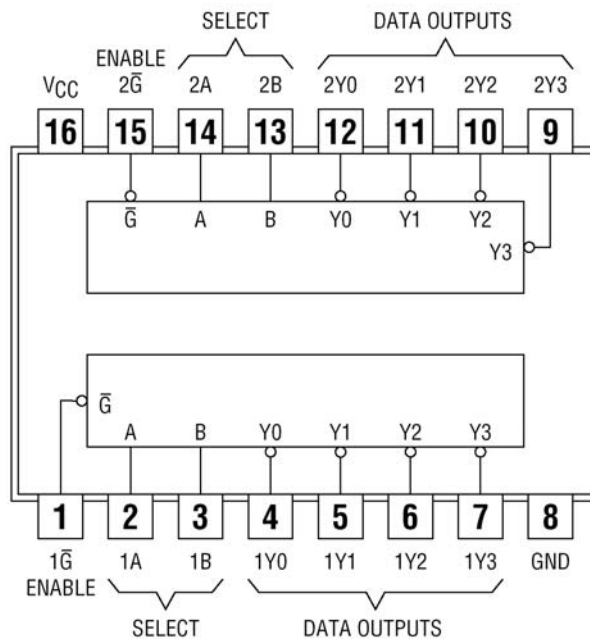 SELECT DATA OUTPUTS
ENABLE
V_CC 2G̅ 2A 2B 2Y0 2Y1 2Y2 2Y3
16 15 14 13 12 11 10 9
G̅ A B Y0 Y1 Y2
Y3
G̅
A B Y0 Y1 Y2 Y3
1 2 3 4 5 6 7 8
1G̅ 1A 1B 1Y0 1Y1 1Y2 1Y3 GND
ENABLE
SELECT DATA OUTPUTS